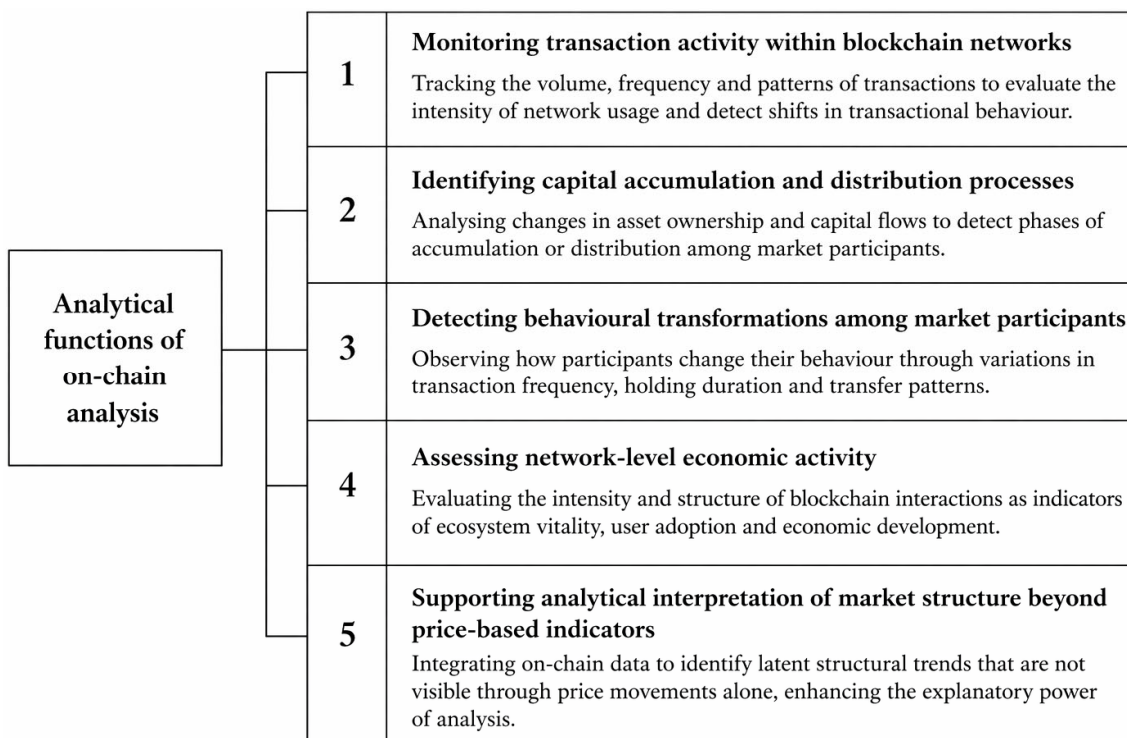 Analytical
functions of
on-chain
analysis
1
Monitoring transaction activity within blockchain networks
Tracking the volume, frequency and patterns of transactions to evaluate the
intensity of network usage and detect shifts in transactional behaviour.
2
Identifying capital accumulation and distribution processes
Analysing changes in asset ownership and capital flows to detect phases of
accumulation or distribution among market participants.
3
Detecting behavioural transformations among market participants
Observing how participants change their behaviour through variations in
transaction frequency, holding duration and transfer patterns.
4
Assessing network-level economic activity
Evaluating the intensity and structure of blockchain interactions as indicators
of ecosystem vitality, user adoption and economic development.
5
Supporting analytical interpretation of market structure beyond
price-based indicators
Integrating on-chain data to identify latent structural trends that are not
visible through price movements alone, enhancing the explanatory power
of analysis.